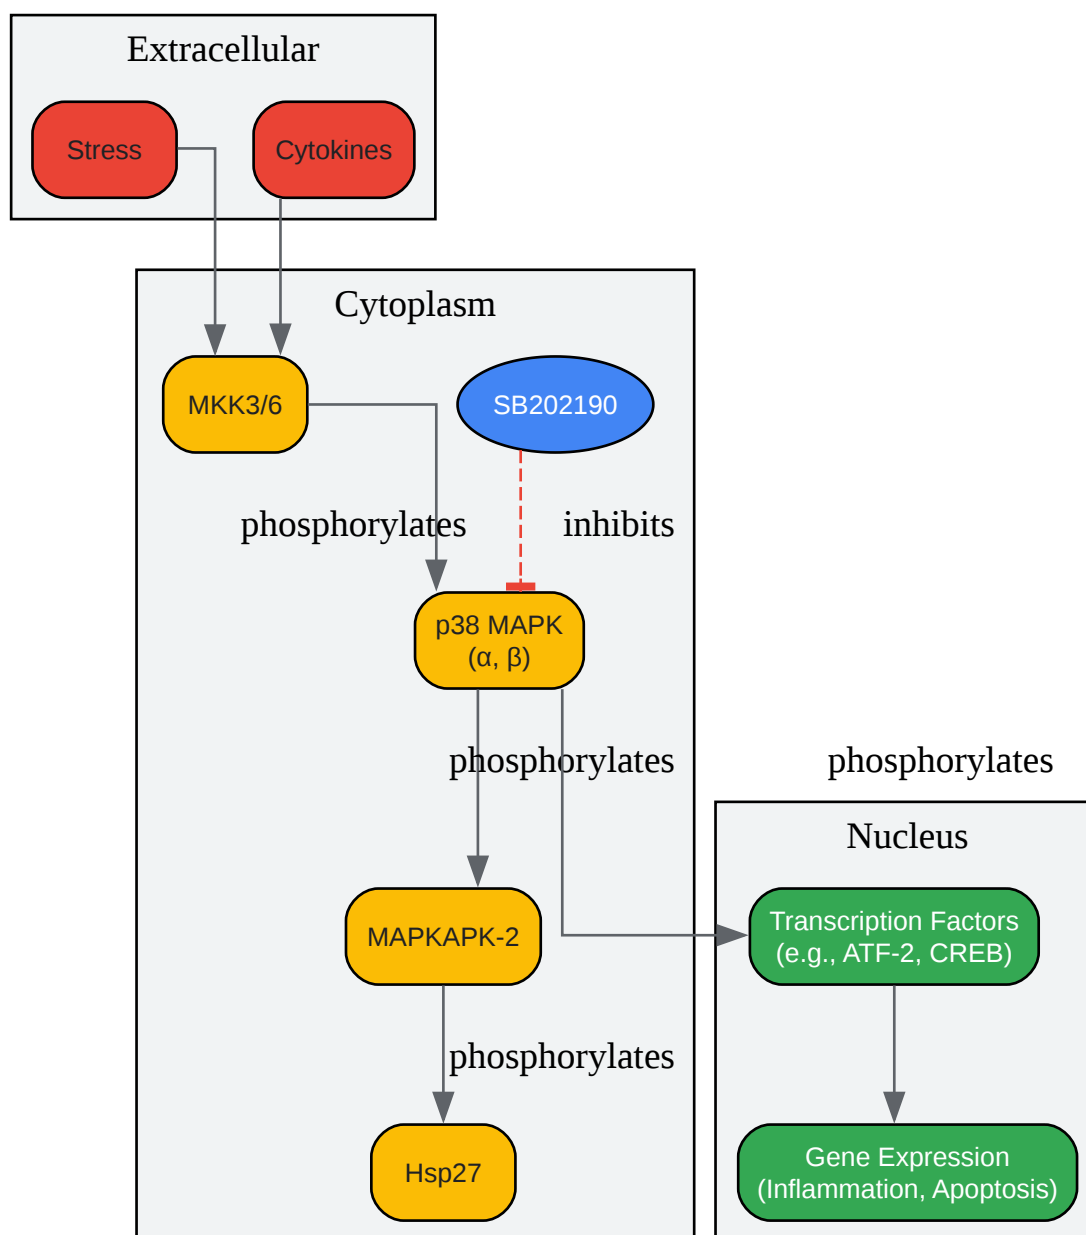 Extracellular
Stress
Cytokines
Cytoplasm
MKK3/6
SB202190
phosphorylates
inhibits
p38 MAPK
(α, β)
phosphorylates
phosphorylates
Nucleus
MAPKAPK-2
Transcription Factors
(e.g., ATF-2, CREB)
phosphorylates
Hsp27
Gene Expression
(Inflammation, Apoptosis)